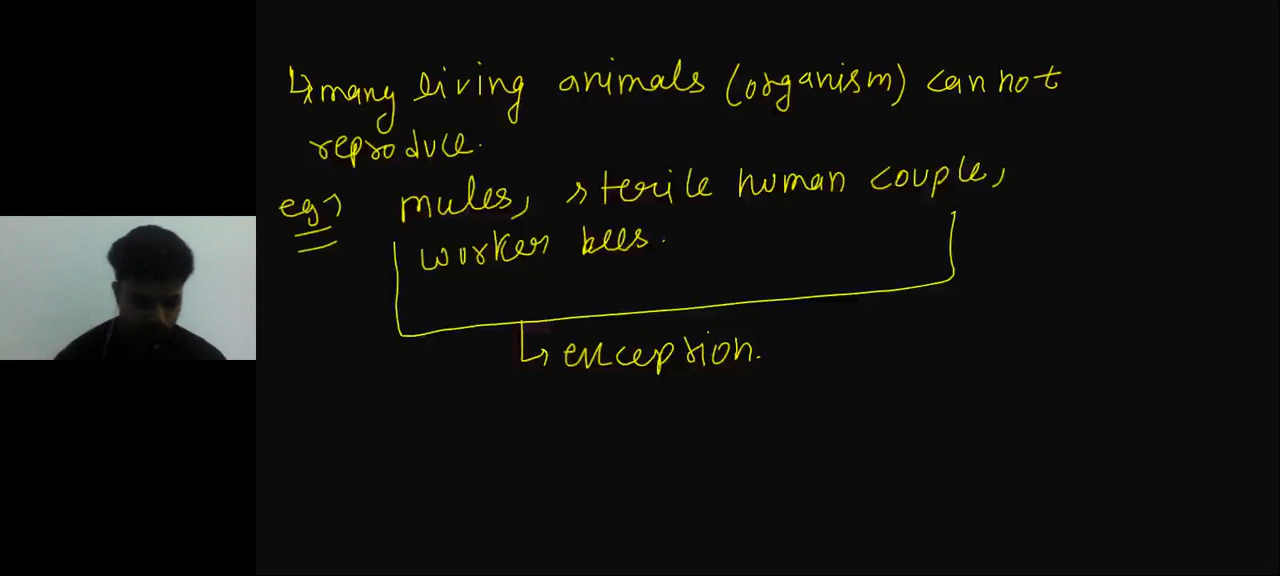 ↳ many living animals (organism) can not
reproduce.
eg→ mules, sterile human couple,
worker bees.
↳ exception.